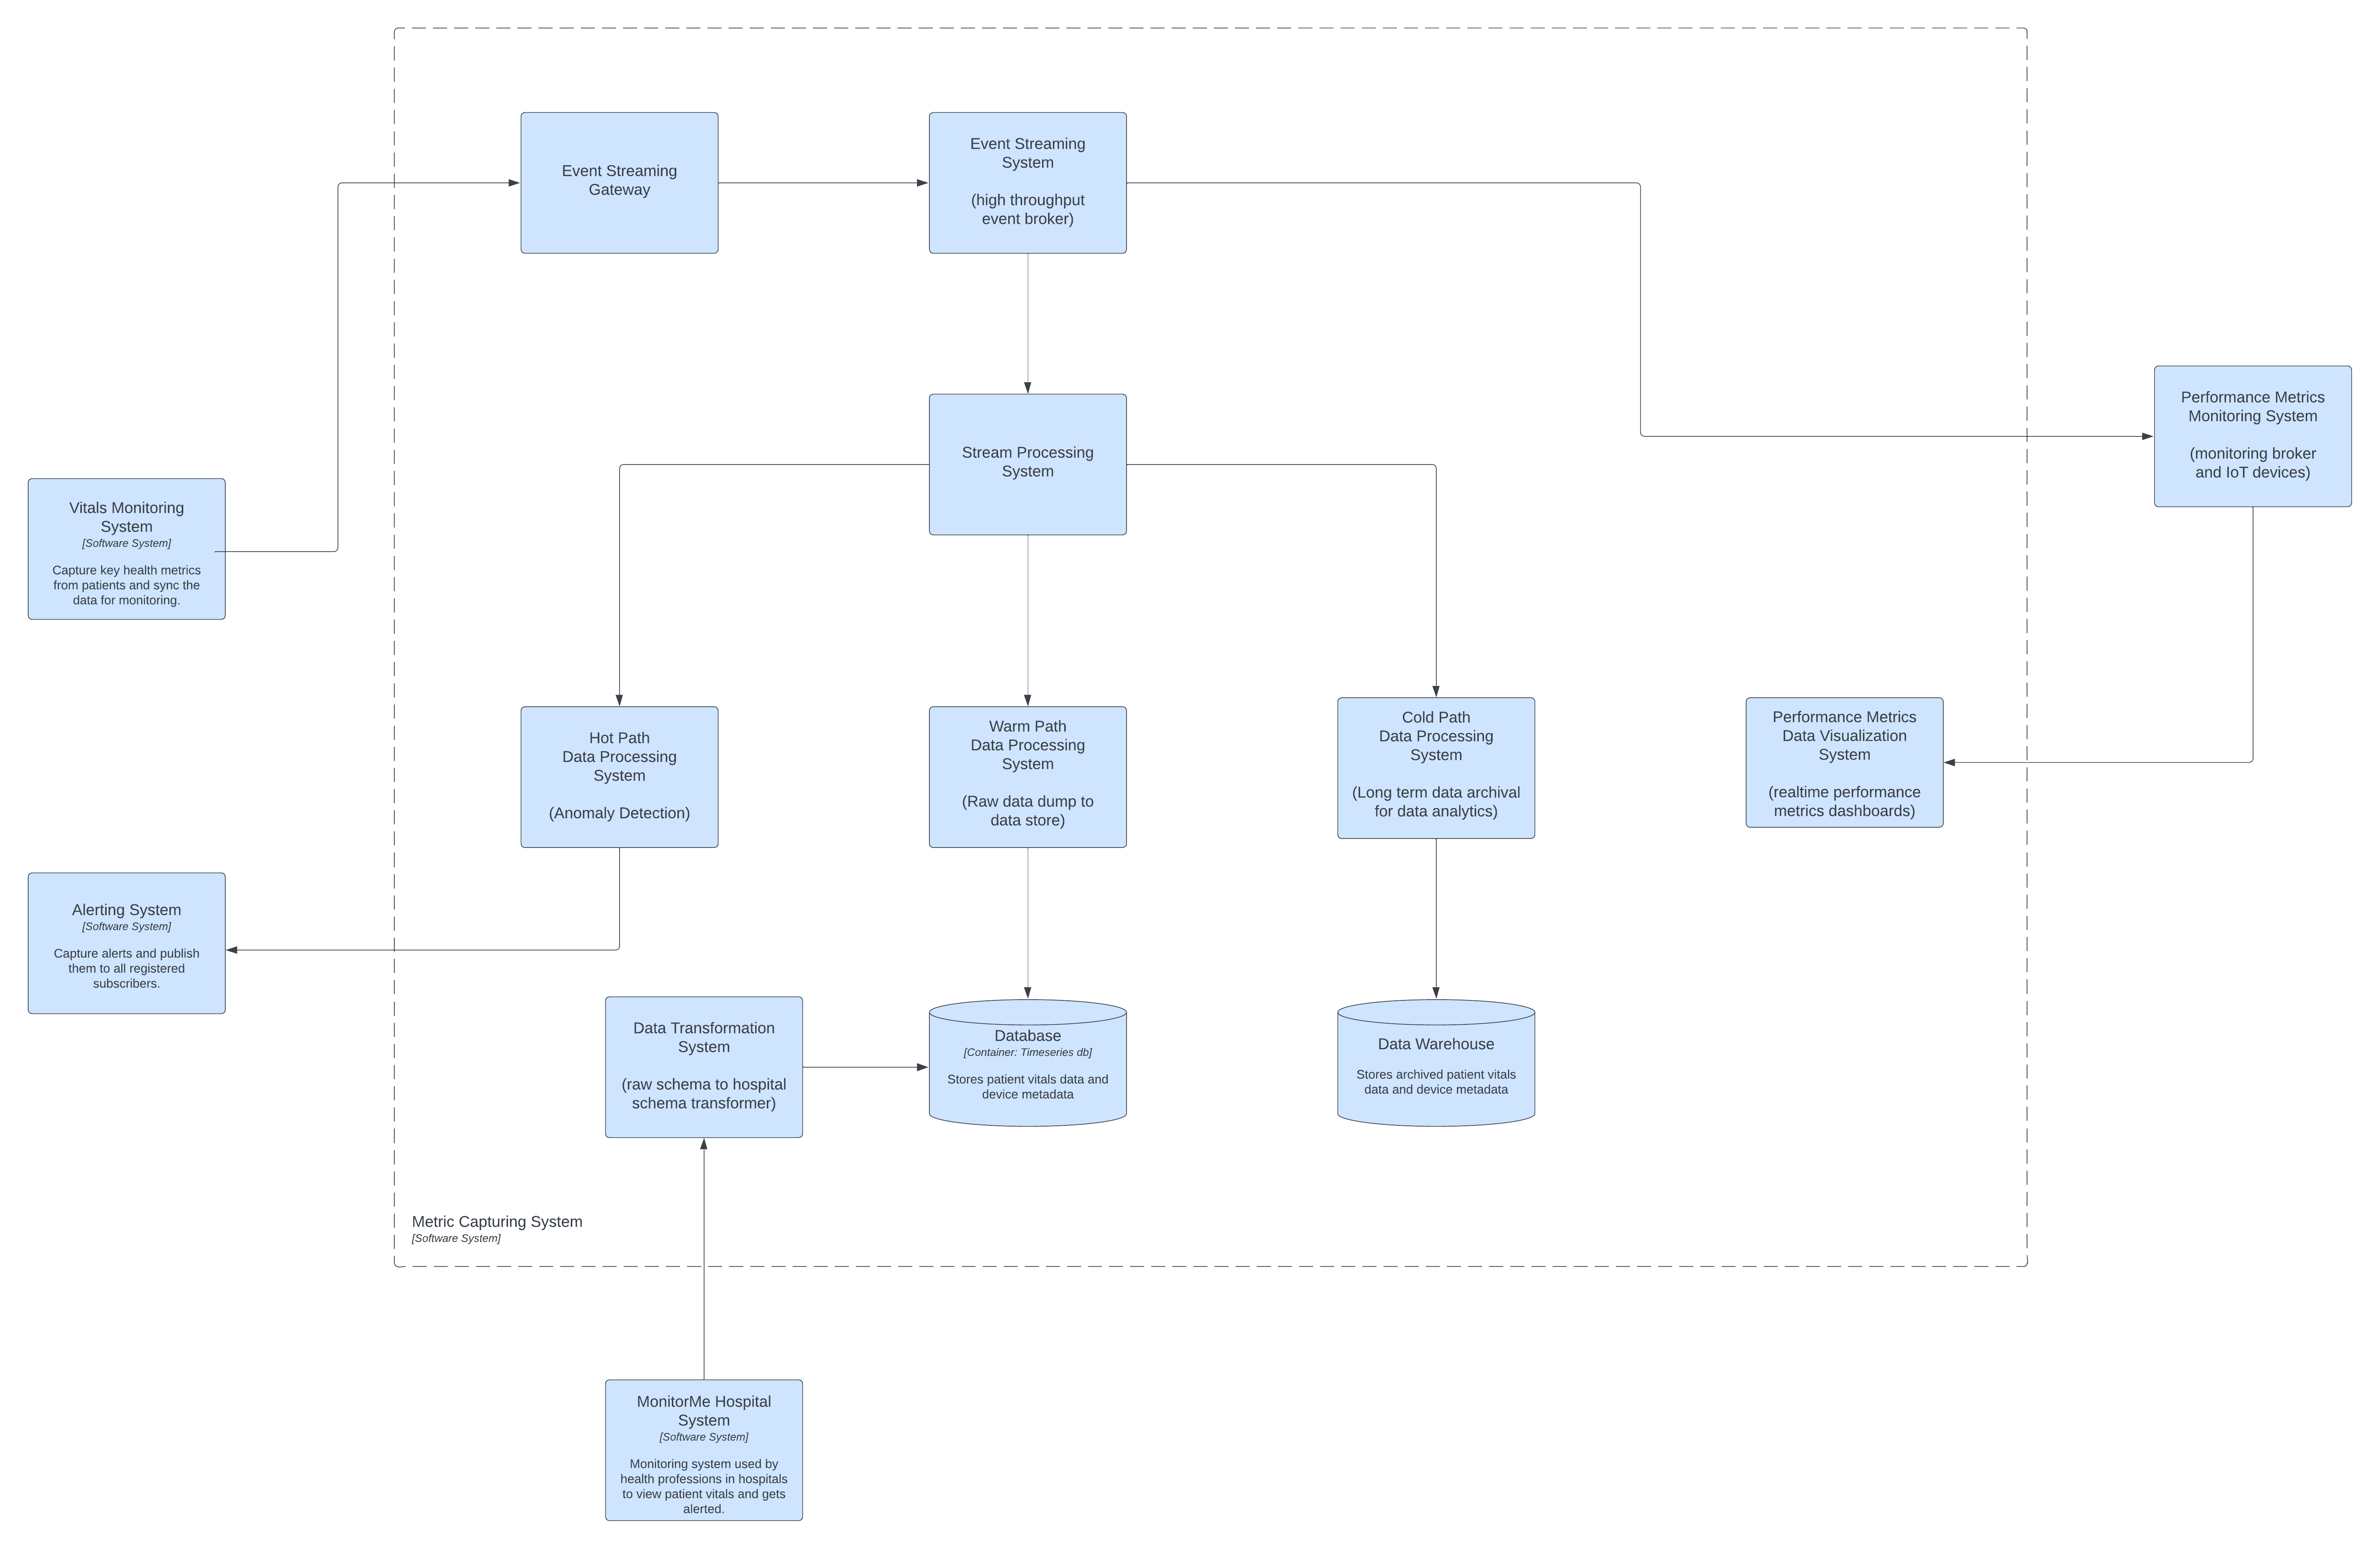 Event Streaming
Gateway
Event Streaming
System
(high throughput
event broker)
Performance Metrics
Monitoring System
(monitoring broker
and IoT devices)
Stream Processing
System
Vitals Monitoring
System
[Software System]
Capture key health metrics
from patients and sync the
data for monitoring.
Hot Path
Data Processing
System
(Anomaly Detection)
Warm Path
Data Processing
System
(Raw data dump to
data store)
Cold Path
Data Processing
System
(Long term data archival
for data analytics)
Performance Metrics
Data Visualization
System
(realtime performance
metrics dashboards)
Alerting System
[Software System]
Capture alerts and publish
them to all registered
subscribers.
Data Transformation
System
(raw schema to hospital
schema transformer)
Database
[Container: Timeseries db]
Stores patient vitals data and
device metadata
Data Warehouse
Stores archived patient vitals
data and device metadata
Metric Capturing System
[Software System]
MonitorMe Hospital
System
[Software System]
Monitoring system used by
health professions in hospitals
to view patient vitals and gets
alerted.